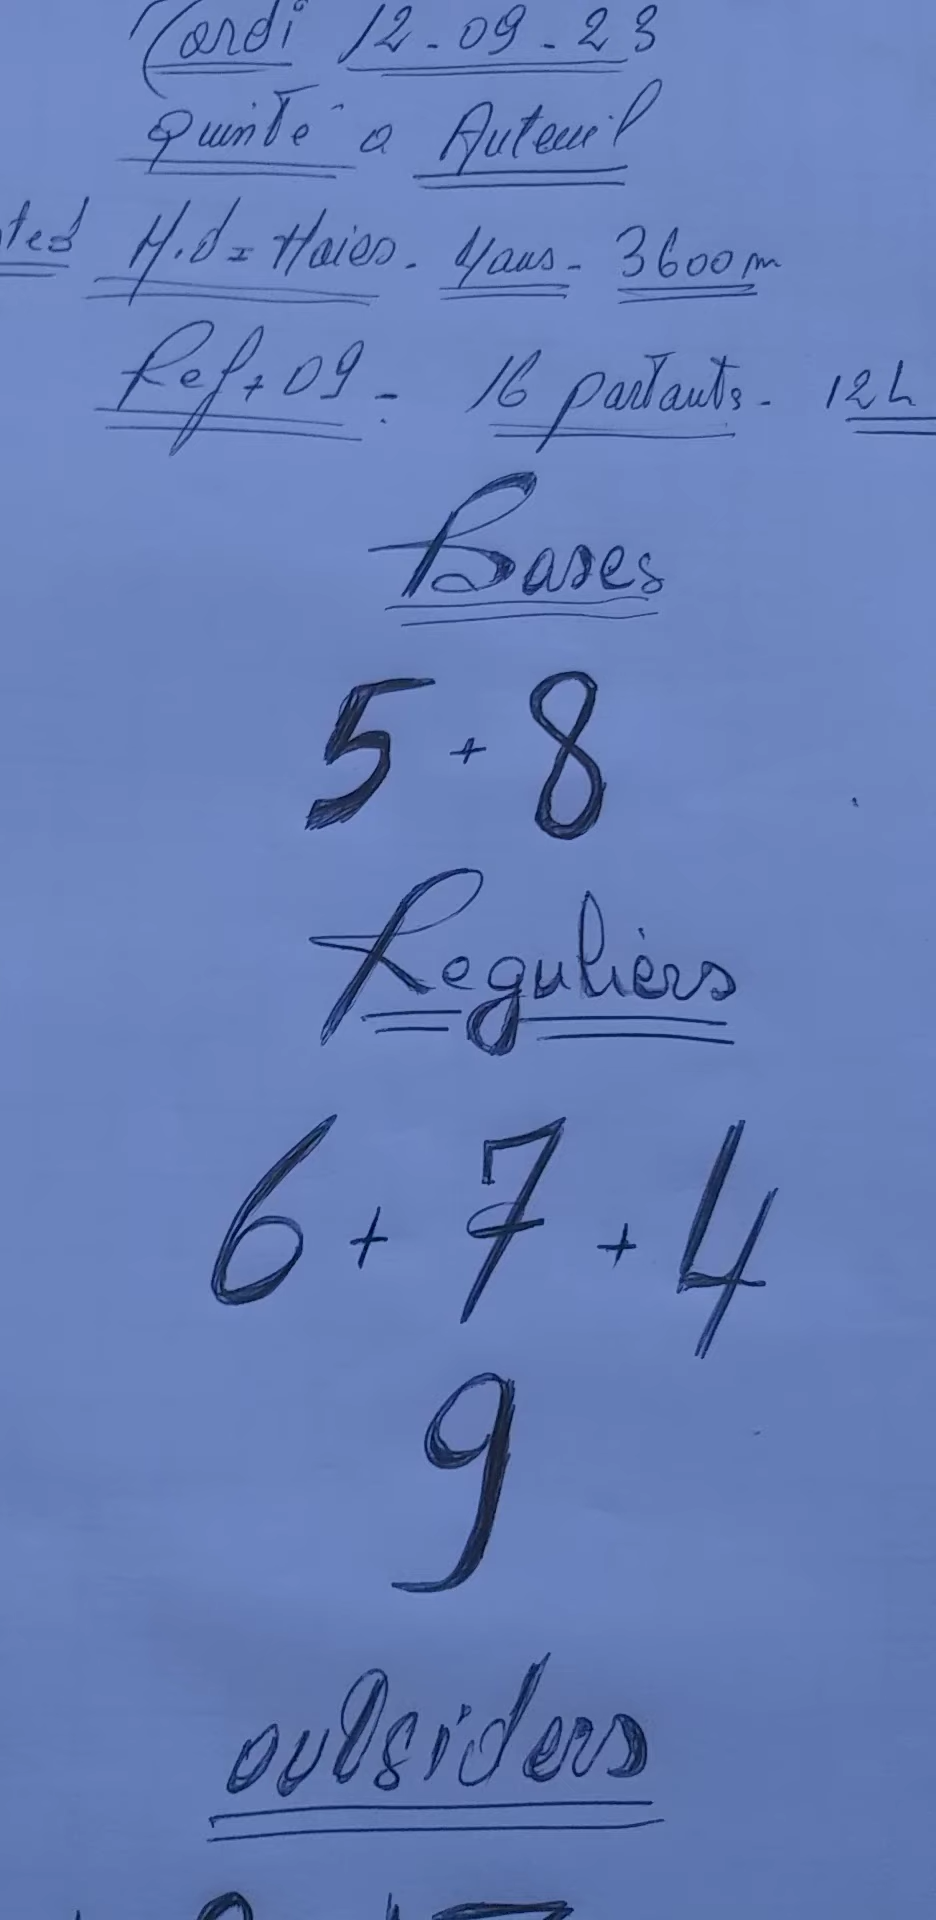 Mardi 12-09-23
Quinté à Auteuil
H.d= Haies - 4ans - 3600m
Ref + 09 - 16 partants - 12h
Bases
5 + 8
Reguliers
6 + 7 + 4
9
outsiders